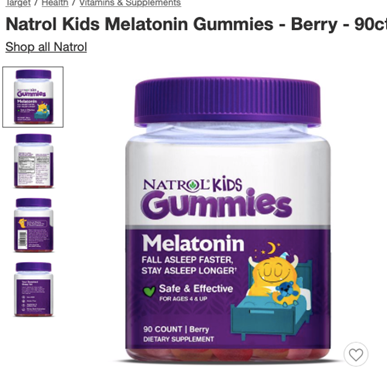 Target / Health / Vitamins & Supplements
Natrol Kids Melatonin Gummies - Berry - 90ct
Shop all Natrol
NATROL® KiDS
Gummies
Melatonin
FALL ASLEEP FASTER,
STAY ASLEEP LONGER†
Safe & Effective
FOR AGES 4 & UP
90 COUNT | Berry
DIETARY SUPPLEMENT